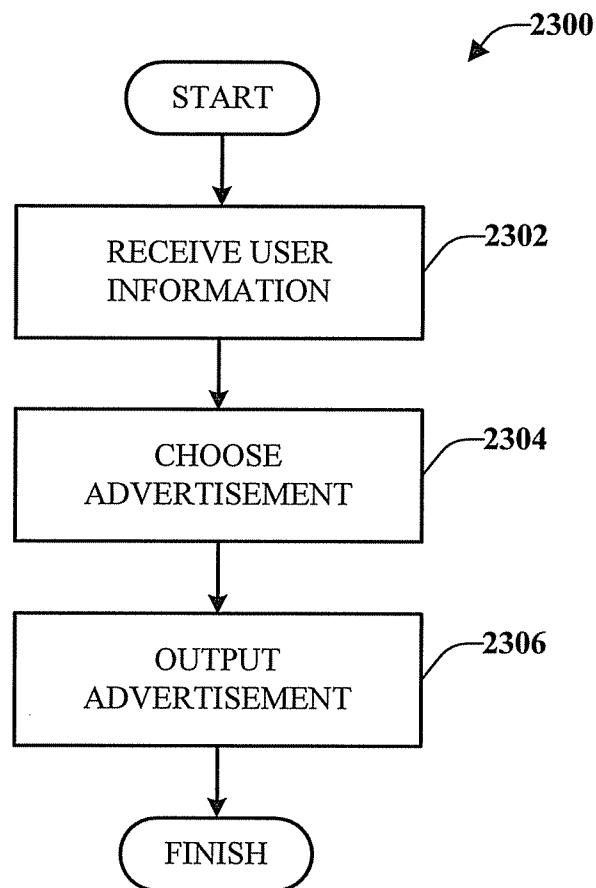 2300
START
RECEIVE USER
INFORMATION
2302
CHOOSE
ADVERTISEMENT
2304
OUTPUT
ADVERTISEMENT
2306
FINISH